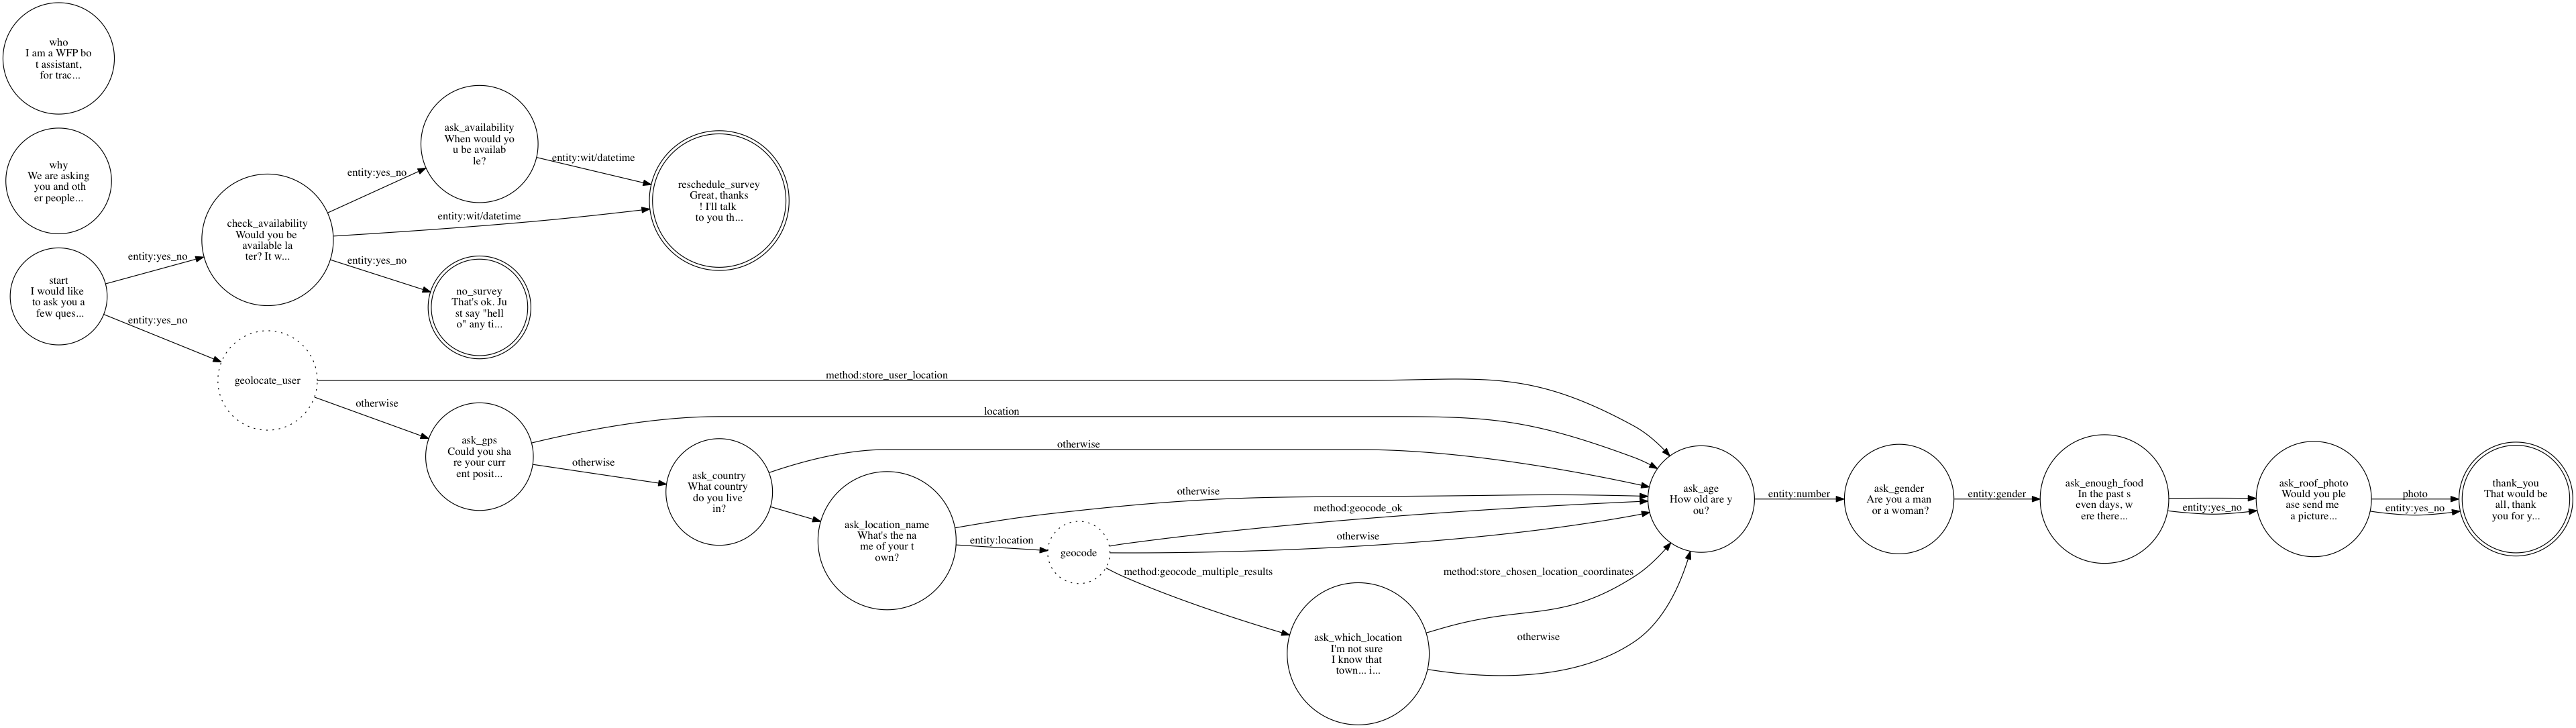 who
I am a WFP bo
t assistant,
for trac...
why
We are asking
you and oth
er people...
start
I would like
to ask you a
few ques...
entity:yes_no
entity:yes_no
check_availability
Would you be
available la
ter? It w...
entity:yes_no
entity:wit/datetime
entity:yes_no
ask_availability
When would yo
u be availab
le?
entity:wit/datetime
reschedule_survey
Great, thanks
! I'll talk
to you th...
no_survey
That's ok. Ju
st say "hell
o" any ti...
geolocate_user
method:store_user_location
otherwise
ask_gps
Could you sha
re your curr
ent posit...
location
otherwise
ask_country
What country
do you live
in?
otherwise
ask_location_name
What's the na
me of your t
own?
otherwise
entity:location
geocode
method:geocode_ok
otherwise
method:geocode_multiple_results
ask_which_location
I'm not sure
I know that
town... i...
method:store_chosen_location_coordinates
otherwise
ask_age
How old are y
ou?
entity:number
ask_gender
Are you a man
or a woman?
entity:gender
ask_enough_food
In the past s
even days, w
ere there...
entity:yes_no
ask_roof_photo
Would you ple
ase send me
a picture...
photo
entity:yes_no
thank_you
That would be
all, thank
you for y...